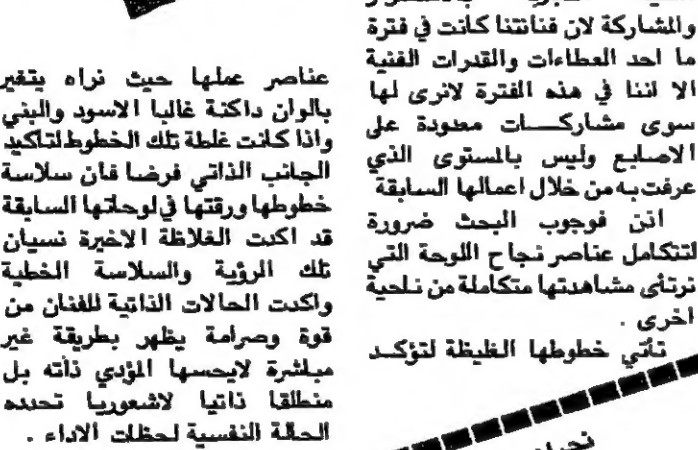 والمشاركة لان فنانتنا كانت في فترة
ما احد العطاءات والقدرات الفنية
الا اننا في هذه الفترة لانرى لها
سوى مشاركـــات معدودة على
الاصابع وليس بالمستوى الذي
عرفت به من خلال اعمالها السابقة
اذن فوجوب البحث ضرورة
لتتكامل عناصر نجاح اللوحة التي
نرتئي مشاهدتها متكاملة من ناحية
اخرى .
تأتي خطوطها الغليظة لتؤكـد
عناصر عملها حيث نراه يتغير
بالوان داكنة غالبا الاسود والبني
واذا كانت غلطة تلك الخطوط لتاكيد
الجانب الذاتي فرضا فان سلاسة
خطوطها ورقتها في لوحاتها السابقة
قد اكدت الغلاظة الاخيرة نسيان
تلك الرؤية والسلاسة الخطية
واكدت الحالات الذاتية للفنان من
قوة وصرامة يظهر بطريقة غير
مباشرة لايحسها المؤدي ذأته بل
منطلقا ذاتيا لاشعوريا تحدده
الحالة النفسية لحظات الاداء .